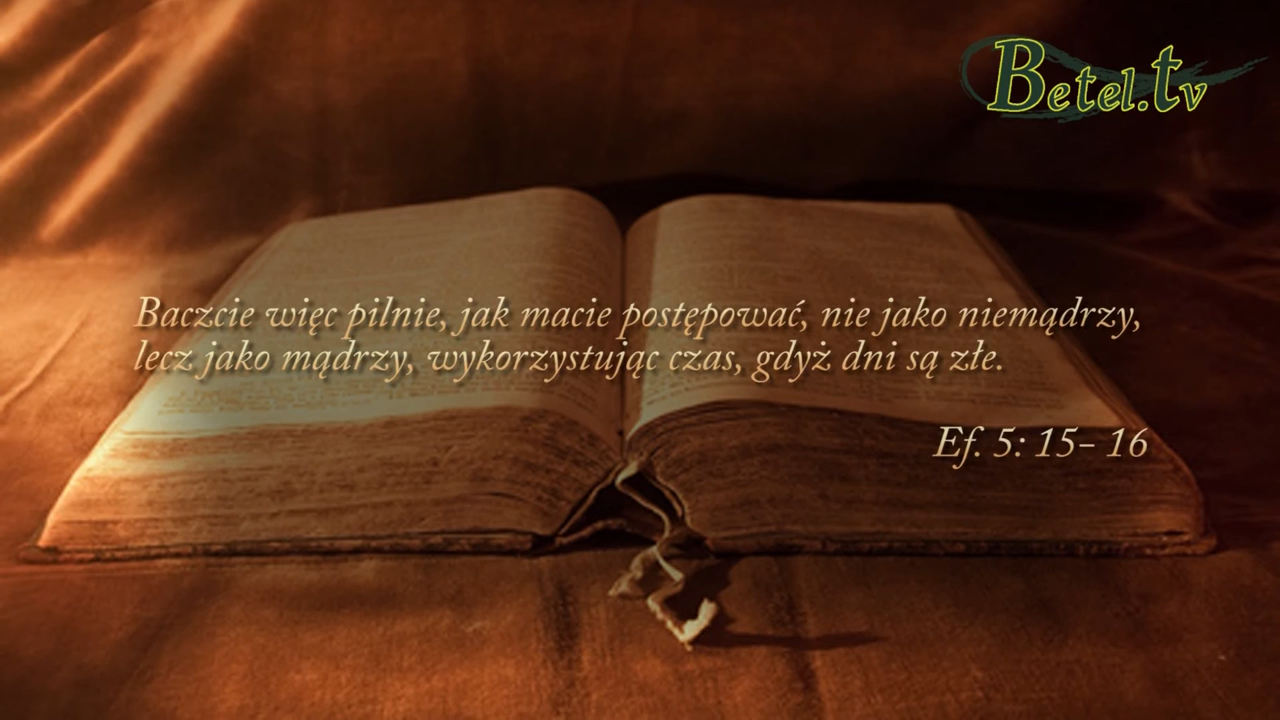 Betel.tv
Baczcie więc pilnie, jak macie postępować, nie jako niemądrzy,
lecz jako mądrzy, wykorzystując czas, gdyż dni są złe.
Ef. 5: 15– 16